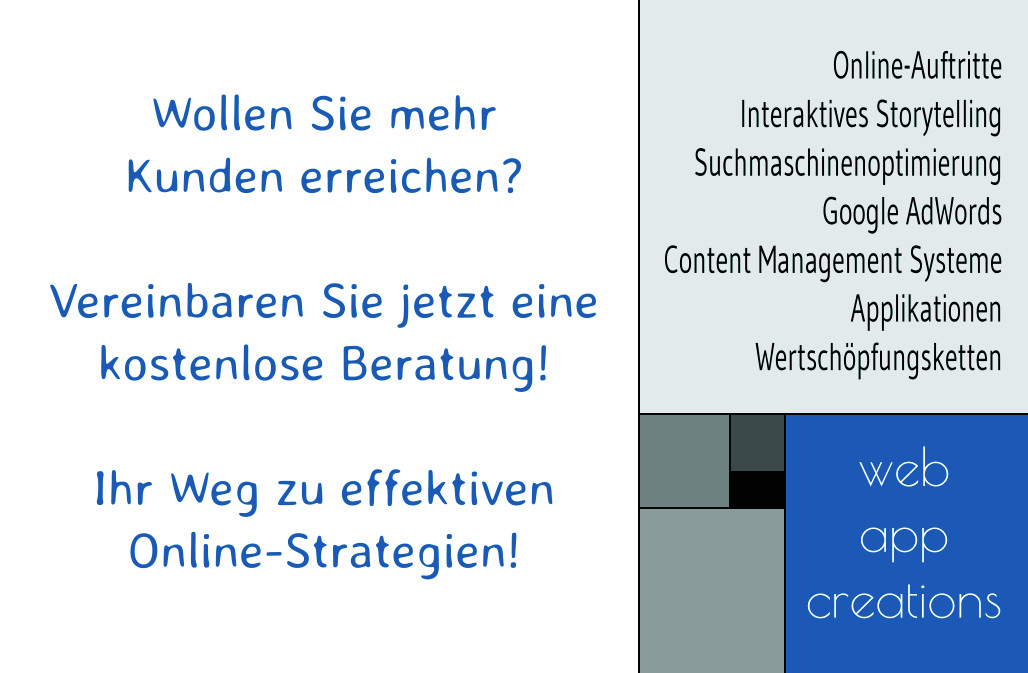 Wollen Sie mehr
Kunden erreichen?
Vereinbaren Sie jetzt eine
kostenlose Beratung!
Ihr Weg zu effektiven
Online-Strategien!
Online-Auftritte
Interaktives Storytelling
Suchmaschinenoptimierung
Google AdWords
Content Management Systeme
Applikationen
Wertschöpfungsketten
web
app
creations